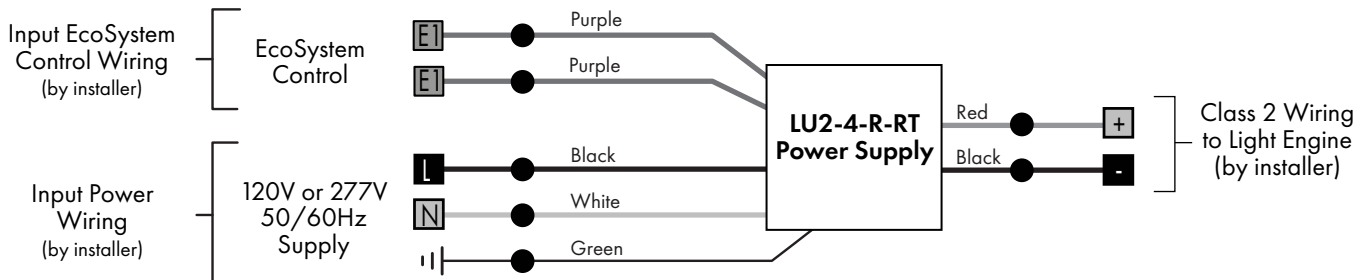 Input EcoSystem
Control Wiring
(by installer)
EcoSystem
Control
E1
Purple
E1
Purple
Input Power
Wiring
(by installer)
120V or 277V
50/60Hz
Supply
L
Black
N
White
Green
LU2-4-R-RT
Power Supply
Red
+
Black
-
Class 2 Wiring
to Light Engine
(by installer)